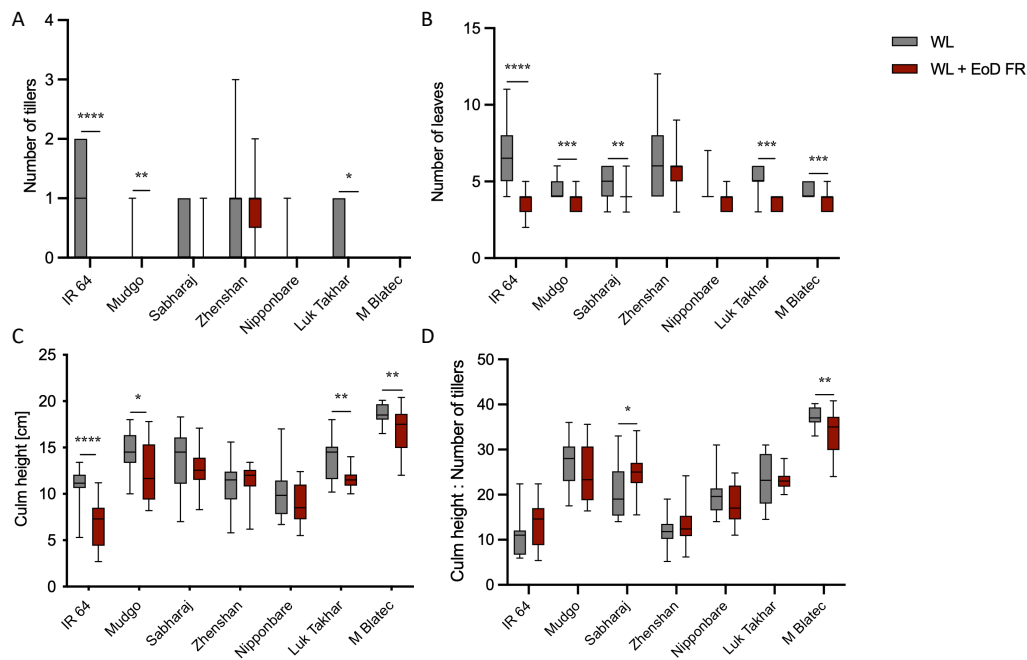 A
Number of tillers
4
3
2
1
0
****
**
*
IR 64
Mudgo
Sabharaj
Zhenshan
Nipponbare
Luk Takhar
M Blatec
B
Number of leaves
15
10
5
0
****
***
**
***
***
IR 64
Mudgo
Sabharaj
Zhenshan
Nipponbare
Luk Takhar
M Blatec
WL
WL + EoD FR
C
Culm height [cm]
25
20
15
10
5
0
****
*
**
**
IR 64
Mudgo
Sabharaj
Zhenshan
Nipponbare
Luk Takhar
M Blatec
D
Culm height : Number of tillers
50
40
30
20
10
0
*
**
IR 64
Mudgo
Sabharaj
Zhenshan
Nipponbare
Luk Takhar
M Blatec